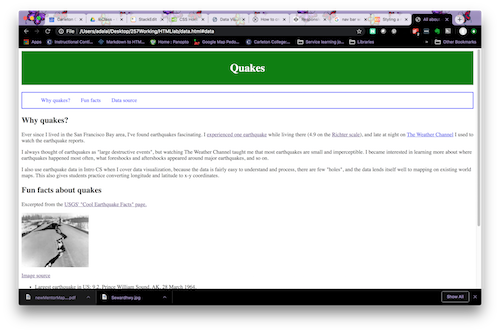 Carleton
StackEdit
CSS Hel
Data Visu
How to c
Respons
nav bar v
Styling a
All about
File /Users/adalal/Desktop/257Working/HTMLlab/data.html#data
Apps
Instructional Conti...
Markdown to HTM...
Home - Panopto
Google Map Pedo...
Carleton College:...
Service learning jo...
Libraries
Other Bookmarks
Quakes
Why quakes? Fun facts Data source
Why quakes?
Ever since I lived in the San Francisco Bay area, I've found earthquakes fascinating. I experienced one earthquake while living there (4.9 on the Richter scale), and late at night on The Weather Channel I used to
watch the earthquake reports.
I always thought of earthquakes as "large destructive events", but watching The Weather Channel taught me that most earthquakes are small and imperceptible. I became interested in learning more about where
earthquakes happened most often, what foreshocks and aftershocks appeared around major earthquakes, and so on.
I also use earthquake data in Intro CS when I cover data visualization, because the data is fairly easy to understand and process, there are few "holes", and the data lends itself well to mapping on existing world
maps. This also gives students practice converting longitude and latitude to x-y coordinates.
Fun facts about quakes
Excerpted from the USGS' "Cool Earthquake Facts" page.
Image source
Largest earthquake in US: 9.2, Prince William Sound, AK, 28 March 1964.
newMentorMap....pdf
Sewardhwy.jpg
Show All